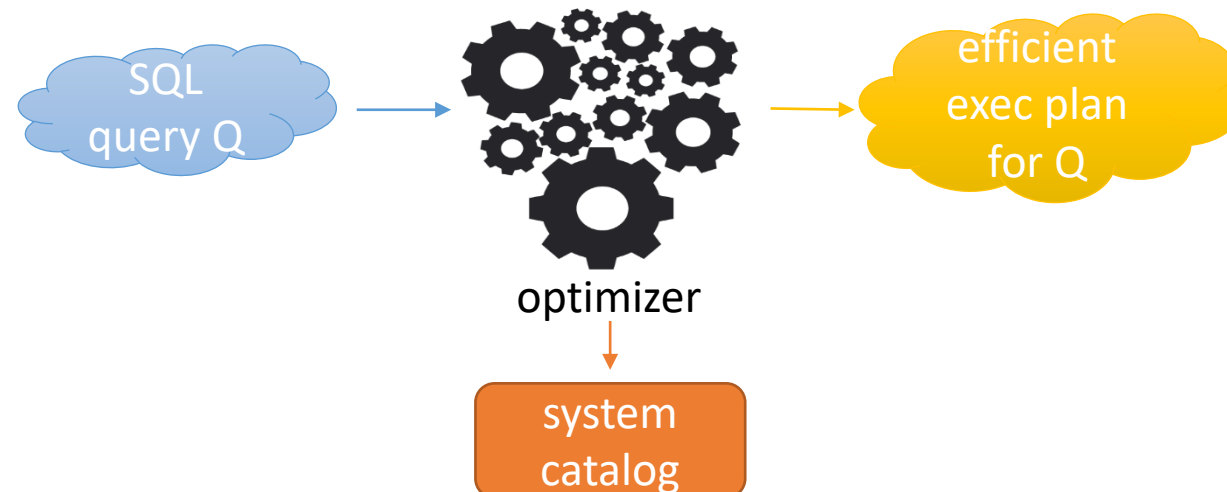 SQL
query Q
optimizer
system
catalog
efficient
exec plan
for Q